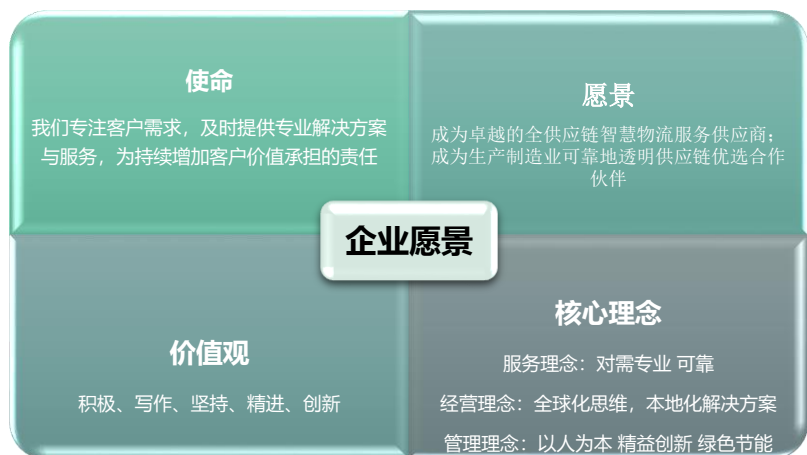 使命
我们专注客户需求，及时提供专业解决方案
与服务，为持续增加客户价值承担的责任
愿景
成为卓越的全供应链智慧物流服务供应商；
成为生产制造业可靠地透明供应链优选合作
伙伴
企业愿景
价值观
积极、写作、坚持、精进、创新
核心理念
服务理念：对需专业 可靠
经营理念：全球化思维，本地化解决方案
管理理念：以人为本 精益创新 绿色节能